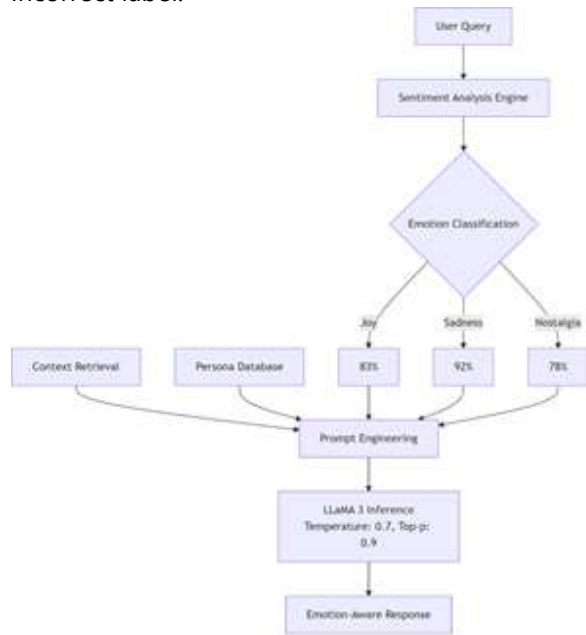 incorrect label.
User Query
Sentiment Analysis Engine
Emotion Classification
Joy
Sadness
Nostalgia
Context Retrieval
Persona Database
83%
92%
78%
Prompt Engineering
LLaMA 3 Inference
Temperature: 0.7, Top-p:
0.9
Emotion-Aware Response